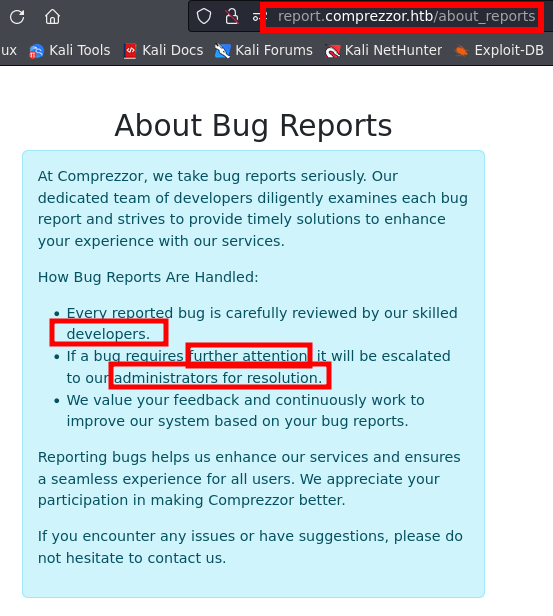 report.comprezzor.htb/about_reports
ux Kali Tools Kali Docs Kali Forums Kali NetHunter Exploit-DB
About Bug Reports
At Comprezzor, we take bug reports seriously. Our
dedicated team of developers diligently examines each bug
report and strives to provide timely solutions to enhance
your experience with our services.
How Bug Reports Are Handled:
• Every reported bug is carefully reviewed by our skilled
developers.
• If a bug requires further attention, it will be escalated
to our administrators for resolution.
• We value your feedback and continuously work to
improve our system based on your bug reports.
Reporting bugs helps us enhance our services and ensures
a seamless experience for all users. We appreciate your
participation in making Comprezzor better.
If you encounter any issues or have suggestions, please do
not hesitate to contact us.